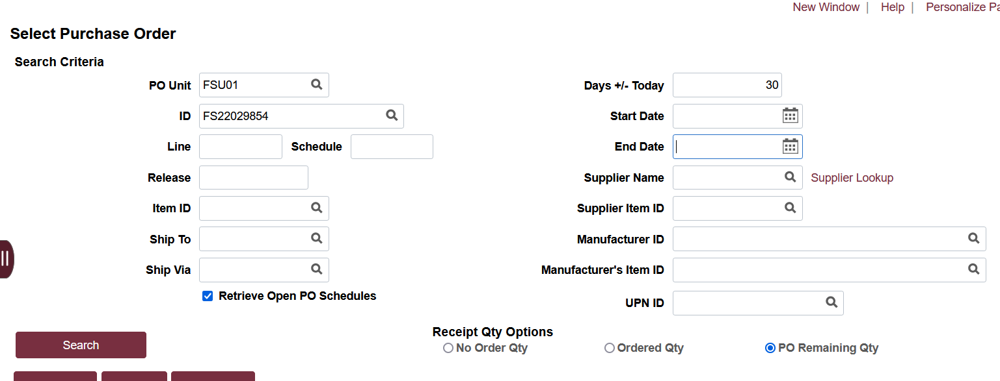 New Window | Help | Personalize Pa
Select Purchase Order
Search Criteria
PO Unit FSU01 Days +/- Today 30
ID FS22029854 Start Date
Line Schedule End Date
Release Supplier Name Supplier Lookup
Item ID Supplier Item ID
Ship To Manufacturer ID
Ship Via Manufacturer's Item ID
Retrieve Open PO Schedules
UPN ID
Receipt Qty Options
Search
No Order Qty Ordered Qty PO Remaining Qty